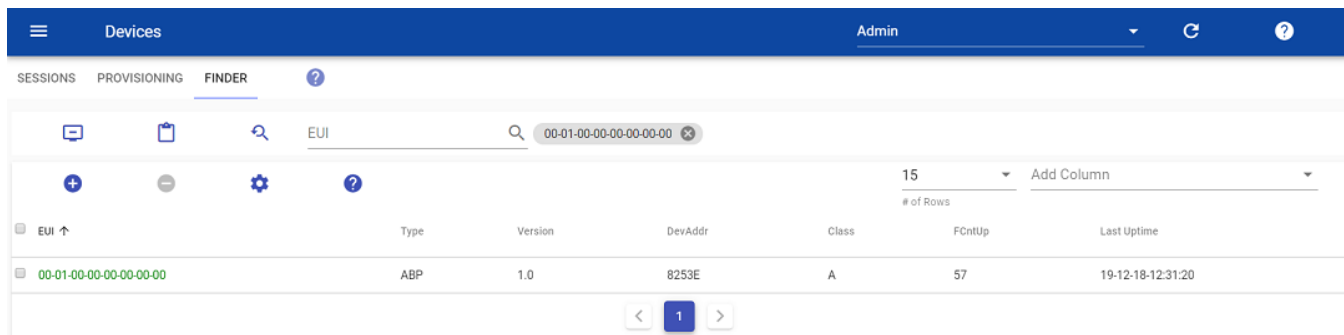 Devices Admin
SESSIONS PROVISIONING FINDER
EUI 00-01-00-00-00-00-00-00
15 Add Column
# of Rows
EUI Type Version DevAddr Class FCntUp Last Uptime
00-01-00-00-00-00-00-00 ABP 1.0 8253E A 57 19-12-18-12:31:20
1